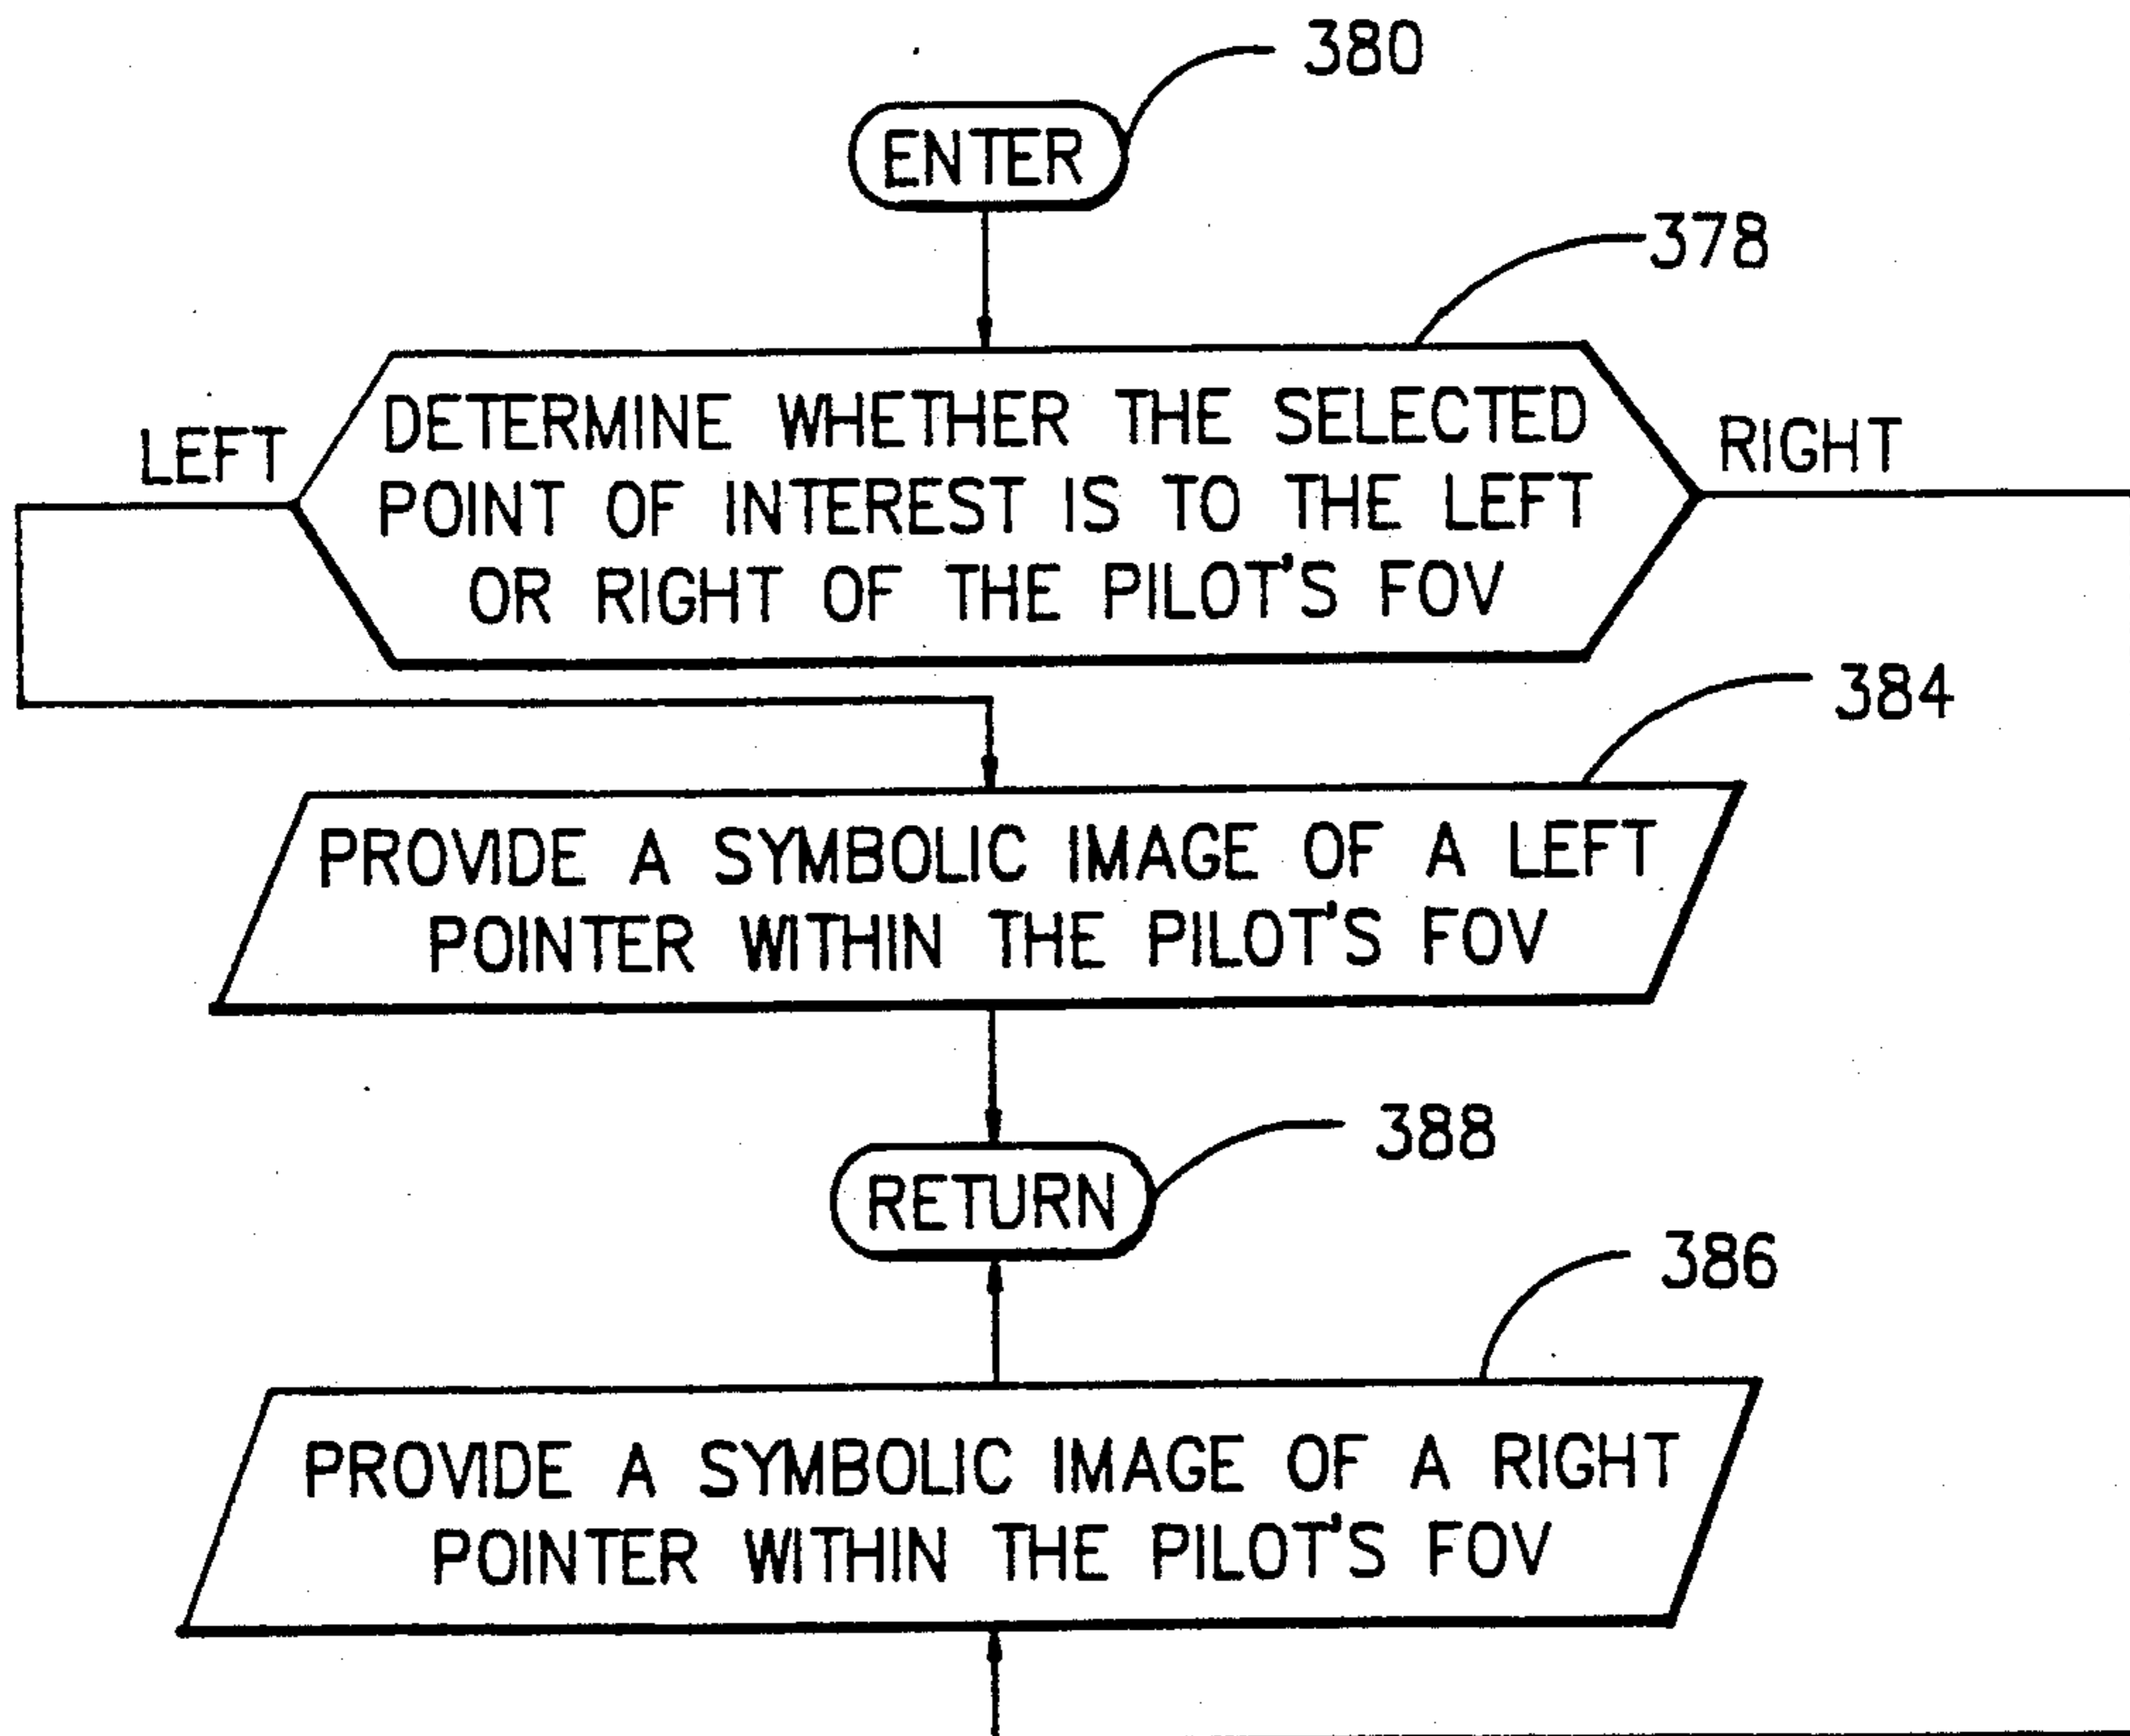 380
ENTER
378
LEFT
DETERMINE WHETHER THE SELECTED
POINT OF INTEREST IS TO THE LEFT
OR RIGHT OF THE PILOT'S FOV
RIGHT
384
PROVIDE A SYMBOLIC IMAGE OF A LEFT
POINTER WITHIN THE PILOT'S FOV
388
RETURN
386
PROVIDE A SYMBOLIC IMAGE OF A RIGHT
POINTER WITHIN THE PILOT'S FOV